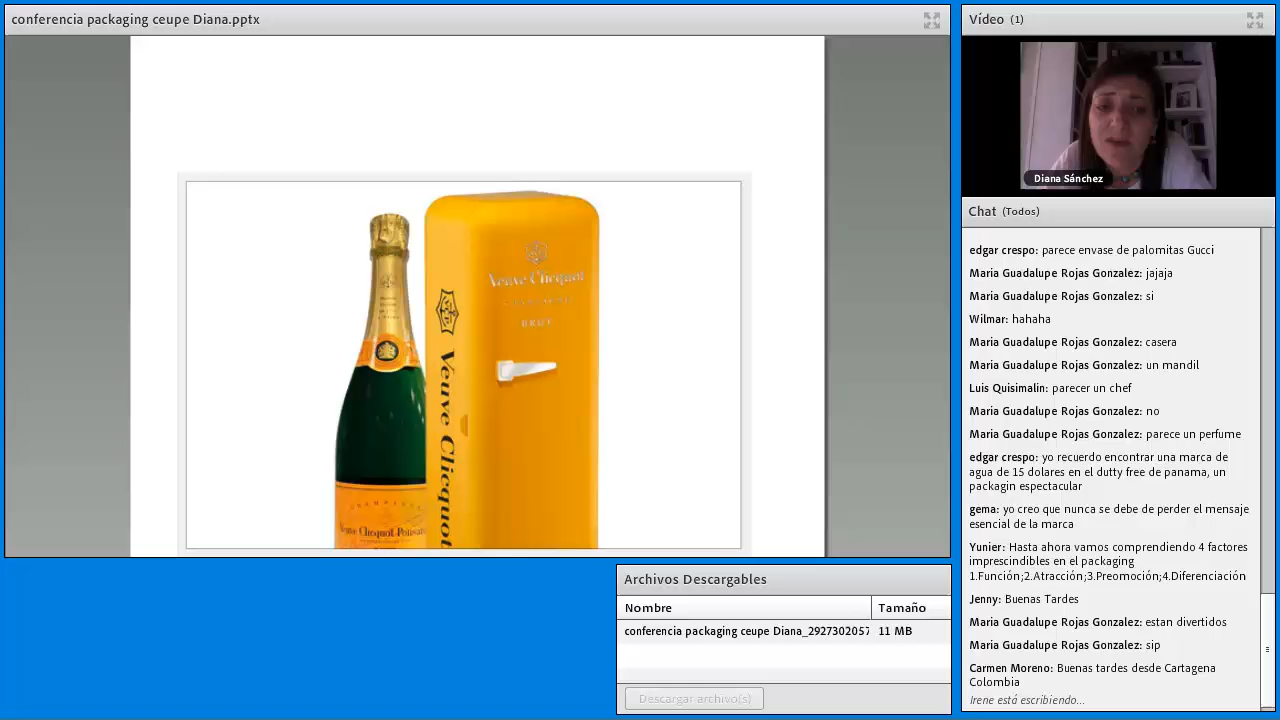 conferencia packaging ceupe Diana.pptx
Veuve Clicquot
BRUT
Veuve Clicquot
Veuve Clicquot Ponsardin
Vídeo (1)
Diana Sánchez
Chat (Todos)
edgar crespo: parece envase de palomitas Gucci
Maria Guadalupe Rojas Gonzalez: jajaja
Maria Guadalupe Rojas Gonzalez: si
Wilmar: hahaha
Maria Guadalupe Rojas Gonzalez: casera
Maria Guadalupe Rojas Gonzalez: un mandil
Luis Quisimalin: parecer un chef
Maria Guadalupe Rojas Gonzalez: no
Maria Guadalupe Rojas Gonzalez: parece un perfume
edgar crespo: yo recuerdo encontrar una marca de
agua de 15 dolares en el dutty free de panama, un
packagin espectacular
gema: yo creo que nunca se debe de perder el mensaje
esencial de la marca
Yunier: Hasta ahora vamos comprendiendo 4 factores
imprescindibles en el packaging
1.Función;2.Atracción;3.Preomoción;4.Diferenciación
Jenny: Buenas Tardes
Maria Guadalupe Rojas Gonzalez: estan divertidos
Maria Guadalupe Rojas Gonzalez: sip
Carmen Moreno: Buenas tardes desde Cartagena
Colombia
Irene está escribiendo...
Archivos Descargables
Nombre Tamaño
conferencia packaging ceupe Diana_2927302057 11 MB
Descargar archivo(s)